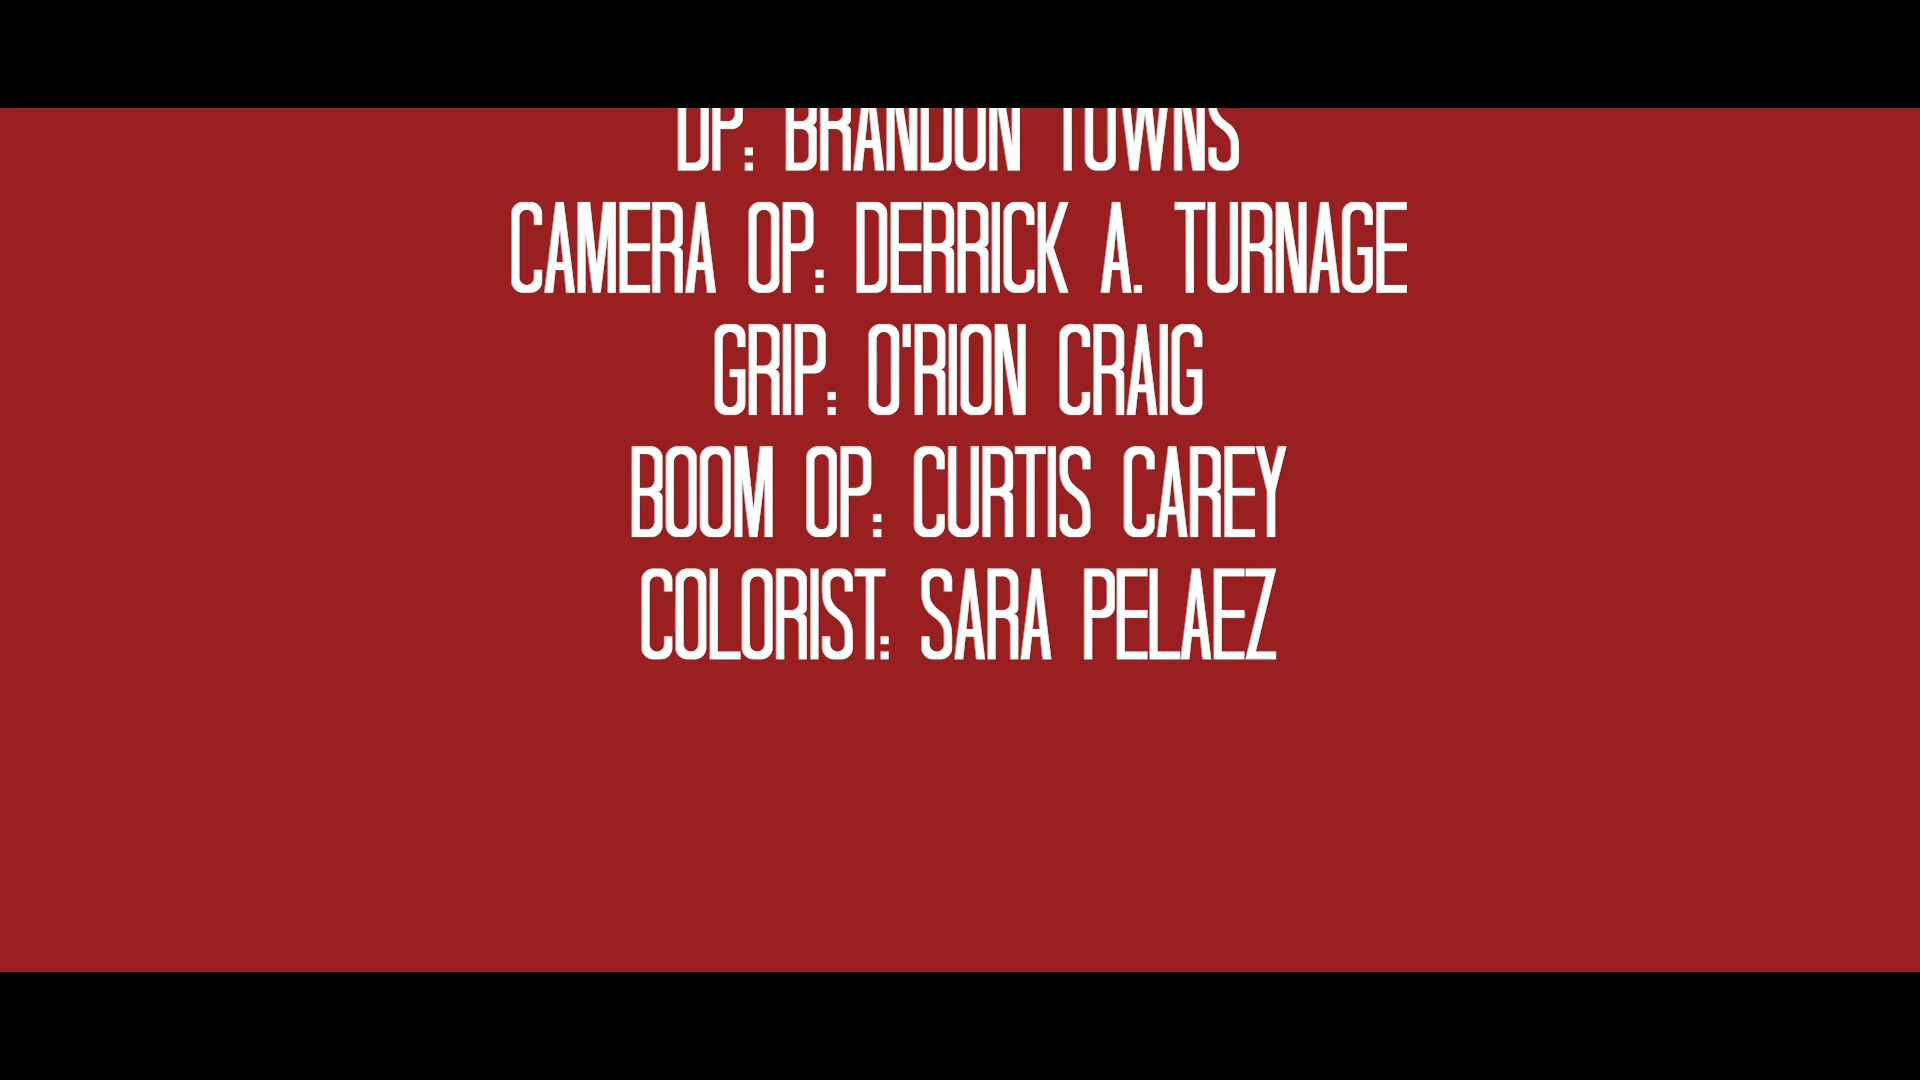 DP: BRANDON TOWNS
CAMERA OP: DERRICK A. TURNAGE
GRIP: O'RION CRAIG
BOOM OP: CURTIS CAREY
COLORIST: SARA PELAEZ